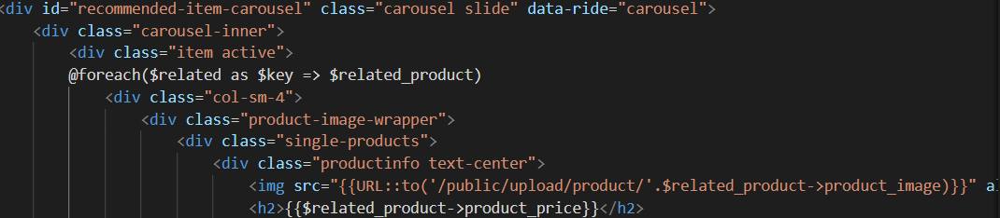 <div id="recommended-item-carousel" class="carousel slide" data-ride="carousel">
<div class="carousel-inner">
<div class="item active">
@foreach($related as $key => $related_product)
<div class="col-sm-4">
<div class="product-image-wrapper">
<div class="single-products">
<div class="productinfo text-center">
<img src="{{URL::to('/public/upload/product/'.$related_product->product_image)}}"
<h2>{{$related_product->product_price}}</h2>